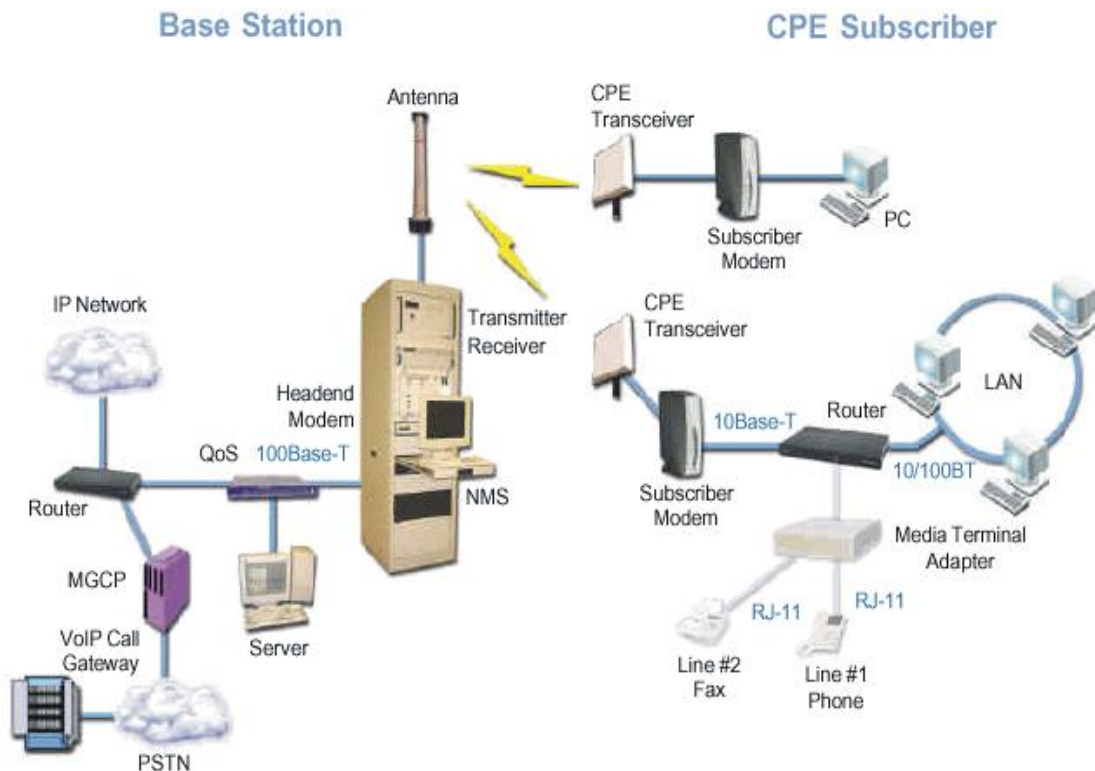 Base Station
CPE Subscriber
Antenna
CPE
Transceiver
PC
Subscriber
Modem
IP Network
Transmitter
Receiver
CPE
Transceiver
Headend
Modem
LAN
Router
10Base-T
QoS
100Base-T
10/100BT
Router
NMS
Subscriber
Modem
Media Terminal
Adapter
MGCP
RJ-11
RJ-11
VoIP Call
Gateway
Server
Line #2
Fax
Line #1
Phone
PSTN